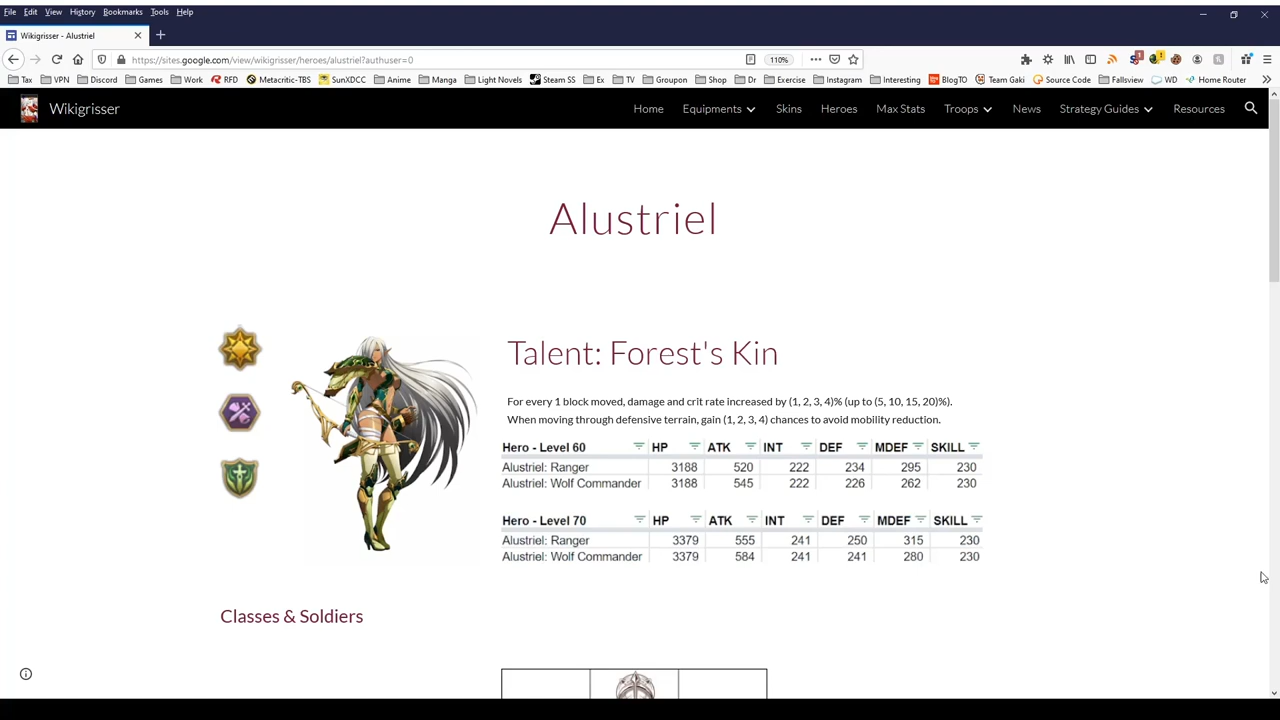 File Edit View History Bookmarks Tools Help
Wikigrisser - Alustriel
https://sites.google.com/view/wikigrisser/heroes/alustriel?authuser=0
110%
Tax VPN Discord Games Work RFD Metacritic-TBS SunXDCC Anime Manga Light Novels Steam SS Ex TV Groupon Shop Dr Exercise Instagram Interesting BlogTO Team Gaki Source Code Fallsview WD Home Router
Wikigrisser Home Equipments Skins Heroes Max Stats Troops News Strategy Guides Resources
Alustriel
Talent: Forest's Kin
For every 1 block moved, damage and crit rate increased by (1, 2, 3, 4)% (up to (5, 10, 15, 20)%).
When moving through defensive terrain, gain (1, 2, 3, 4) chances to avoid mobility reduction.
Hero - Level 60 HP ATK INT DEF MDEF SKILL
Alustriel: Ranger 3188 520 222 234 295 230
Alustriel: Wolf Commander 3188 545 222 226 262 230
Hero - Level 70 HP ATK INT DEF MDEF SKILL
Alustriel: Ranger 3379 555 241 250 315 230
Alustriel: Wolf Commander 3379 584 241 241 280 230
Classes & Soldiers